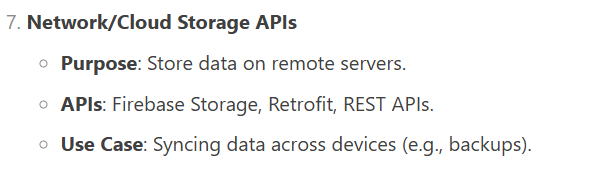 7. Network/Cloud Storage APIs
○ Purpose: Store data on remote servers.
○ APIs: Firebase Storage, Retrofit, REST APIs.
○ Use Case: Syncing data across devices (e.g., backups).